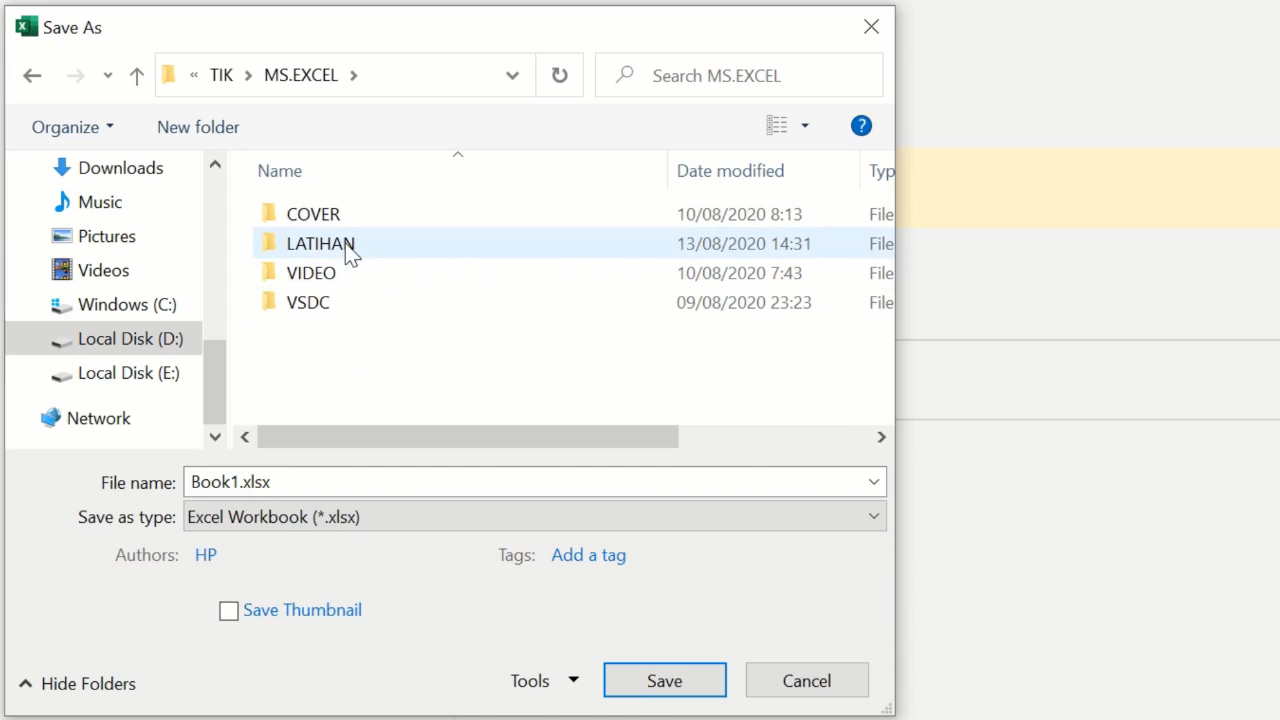 Save As
« TIK > MS.EXCEL >
Search MS.EXCEL
Organize
New folder
?
Name
Date modified
Typ
Downloads
Music
Pictures
Videos
Windows (C:)
Local Disk (D:)
Local Disk (E:)
Network
COVER 10/08/2020 8:13 File
LATIHAN 13/08/2020 14:31 File
VIDEO 10/08/2020 7:43 File
VSDC 09/08/2020 23:23 File
File name: Book1.xlsx
Save as type: Excel Workbook (*.xlsx)
Authors: HP
Tags: Add a tag
Save Thumbnail
Hide Folders
Tools
Save
Cancel